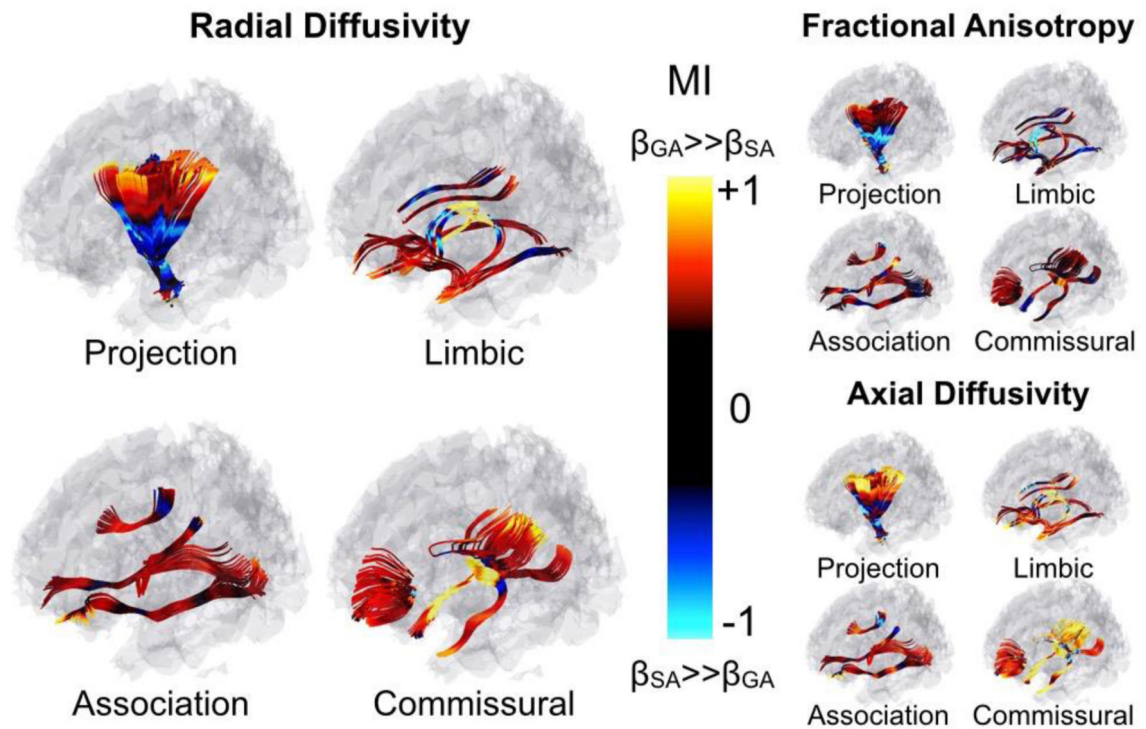 Radial Diffusivity
Projection
Limbic
Association
Commissural
MI
βGA>>βSA
+1
0
-1
βSA>>βGA
Fractional Anisotropy
Projection
Limbic
Association
Commissural
Axial Diffusivity
Projection
Limbic
Association
Commissural